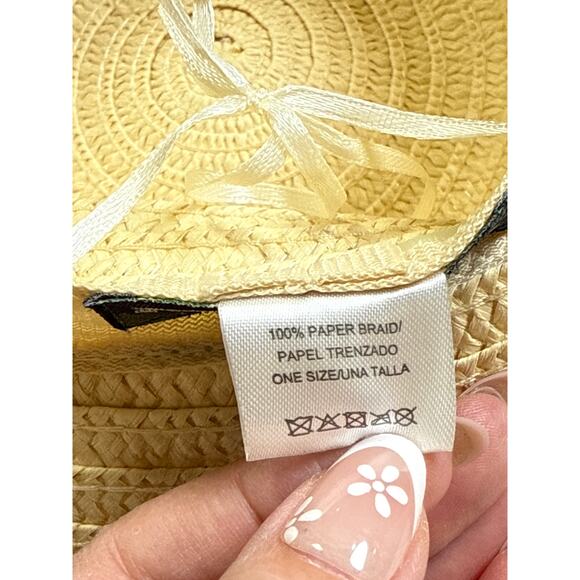 100% PAPER BRAID/
PAPEL TRENZADO
ONE SIZE/UNA TALLA